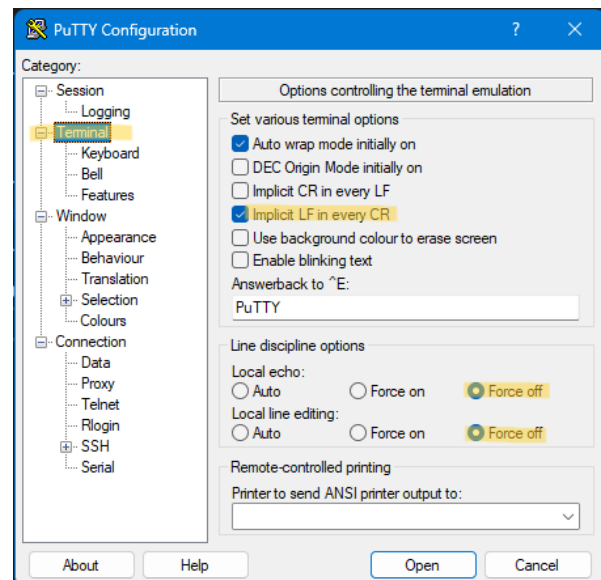 PuTTY Configuration
?
Category:
Session
Logging
Terminal
Keyboard
Bell
Features
Window
Appearance
Behaviour
Translation
Selection
Colours
Connection
Data
Proxy
Telnet
Rlogin
SSH
Serial
Options controlling the terminal emulation
Set various terminal options
Auto wrap mode initially on
DEC Origin Mode initially on
Implicit CR in every LF
Implicit LF in every CR
Use background colour to erase screen
Enable blinking text
Answerback to ^E:
PuTTY
Line discipline options
Local echo:
Auto Force on Force off
Local line editing:
Auto Force on Force off
Remote-controlled printing
Printer to send ANSI printer output to:
About Help Open Cancel